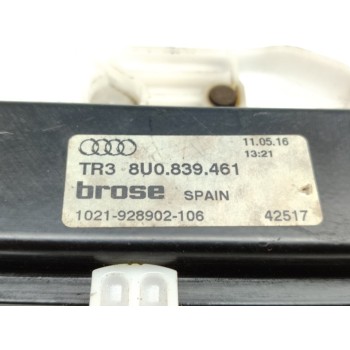 11.05.16
13:21
TR3 8U0.839.461
brose SPAIN
1021-928902-106 42517